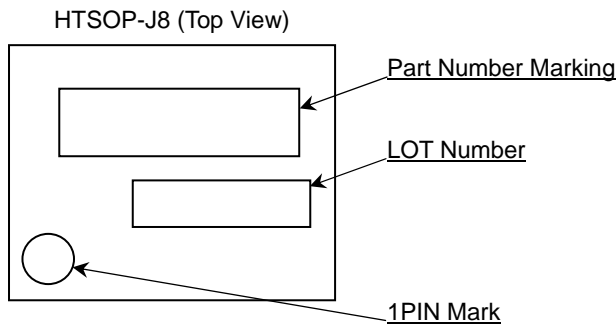 HTSOP-J8 (Top View)
Part Number Marking
LOT Number
1PIN Mark